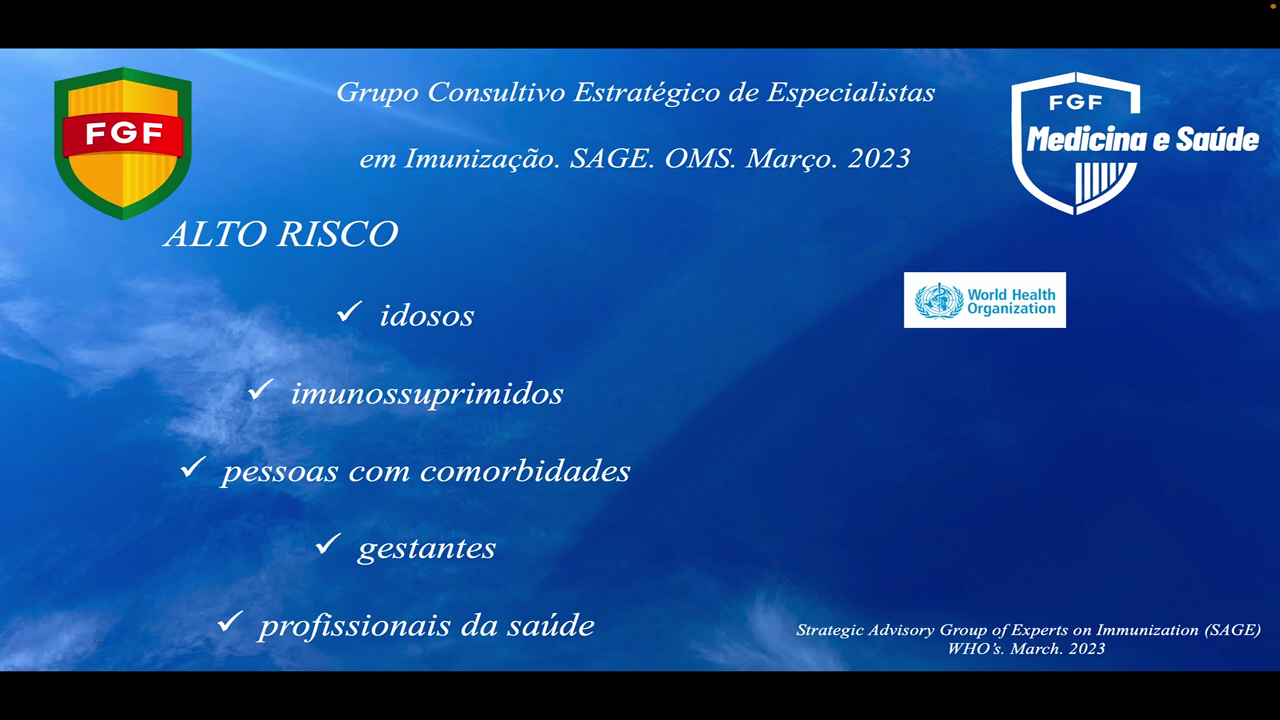 FGF
Grupo Consultivo Estratégico de Especialistas
em Imunização. SAGE. OMS. Março. 2023
FGF
Medicina e Saúde
ALTO RISCO
✓ idosos
✓ imunossuprimidos
✓ pessoas com comorbidades
✓ gestantes
✓ profissionais da saúde
World Health
Organization
Strategic Advisory Group of Experts on Immunization (SAGE)
WHO’s. March. 2023